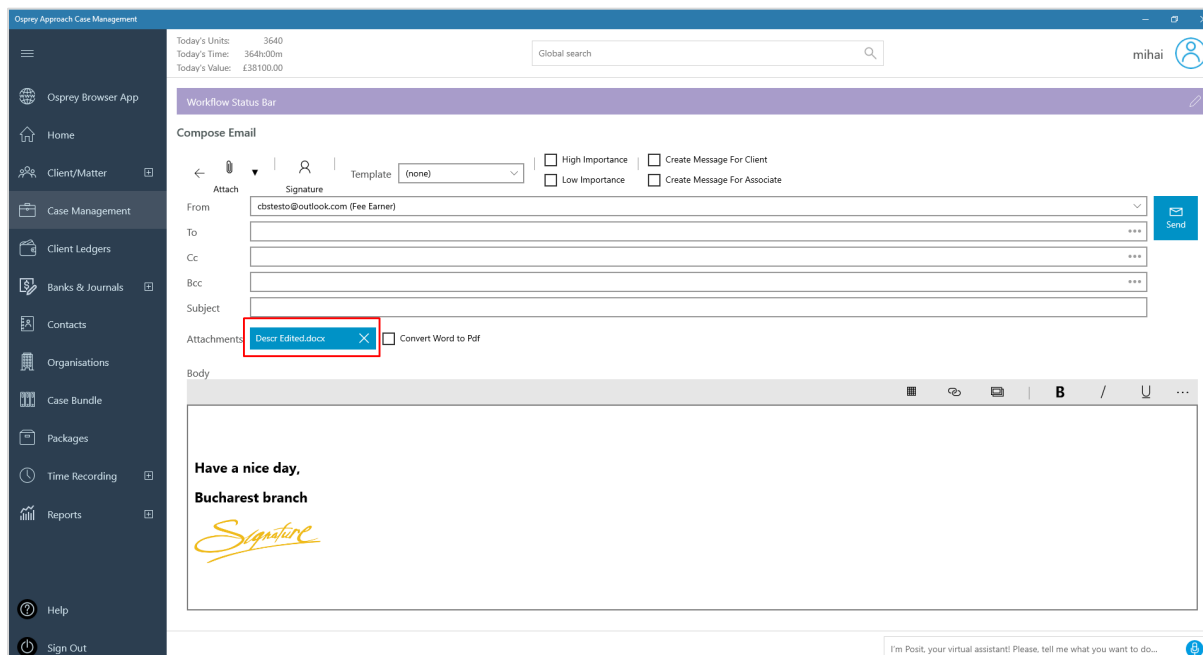 Osprey Approach Case Management
Today's Units: 3640
Today's Time: 364h:00m
Today's Value: £38100.00
Global search
mihai
Osprey Browser App
Home
Client/Matter
Case Management
Client Ledgers
Banks & Journals
Contacts
Organisations
Case Bundle
Packages
Time Recording
Reports
Help
Sign Out
Workflow Status Bar
Compose Email
Attach
Signature
Template (none)
High Importance
Create Message For Client
Low Importance
Create Message For Associate
From cbstesto@outlook.com (Fee Earner)
Send
To
Cc
Bcc
Subject
Attachments Descr Edited.docx Convert Word to Pdf
Body
B / U ...
Have a nice day,
Bucharest branch
Signature
I'm Posit, your virtual assistant! Please, tell me what you want to do...